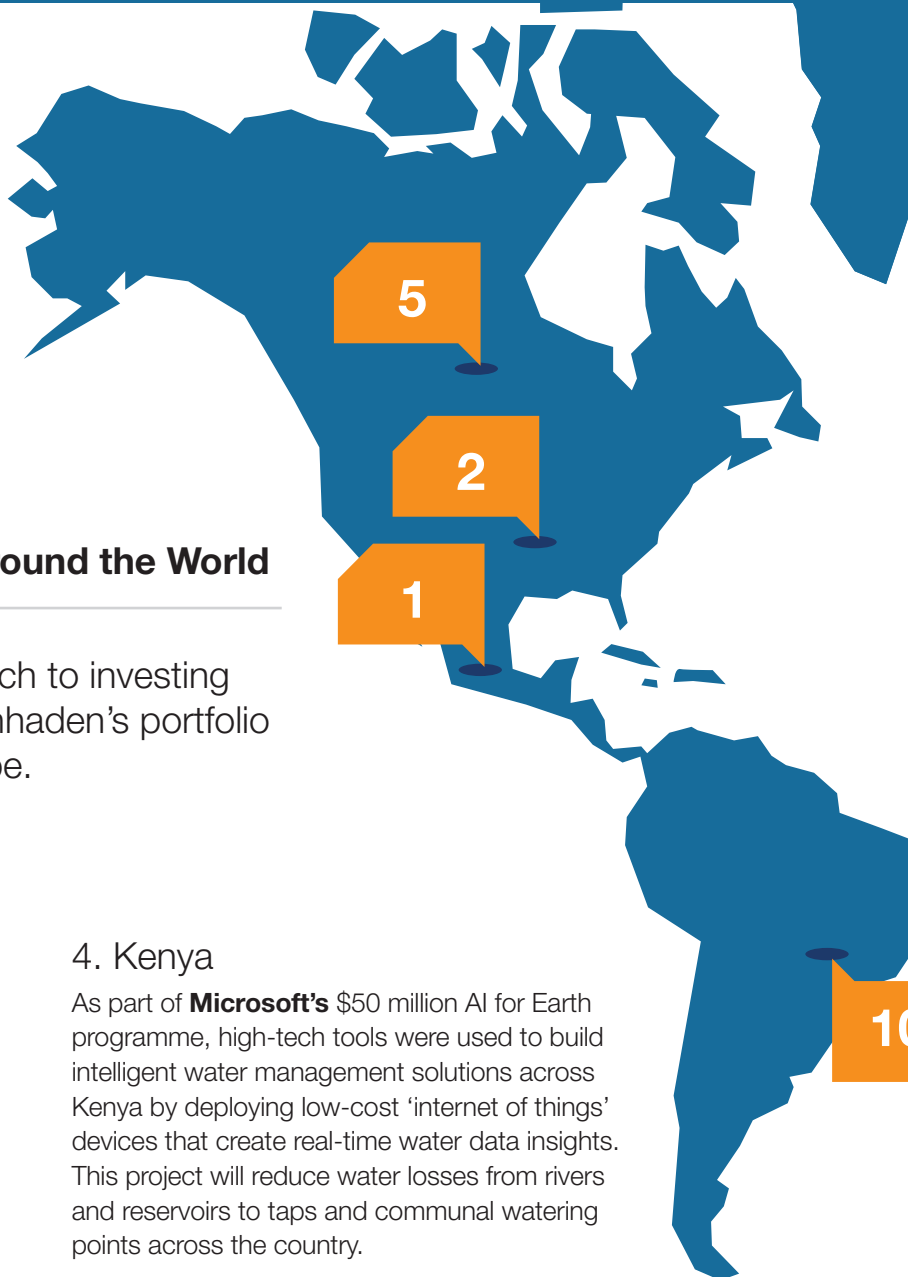 5
2
1
ound the World
ch to investing
nhaden's portfolio
be.
10
4. Kenya
As part of Microsoft's $50 million AI for Earth
programme, high-tech tools were used to build
intelligent water management solutions across
Kenya by deploying low-cost 'internet of things'
devices that create real-time water data insights.
This project will reduce water losses from rivers
and reservoirs to taps and communal watering
points across the country.